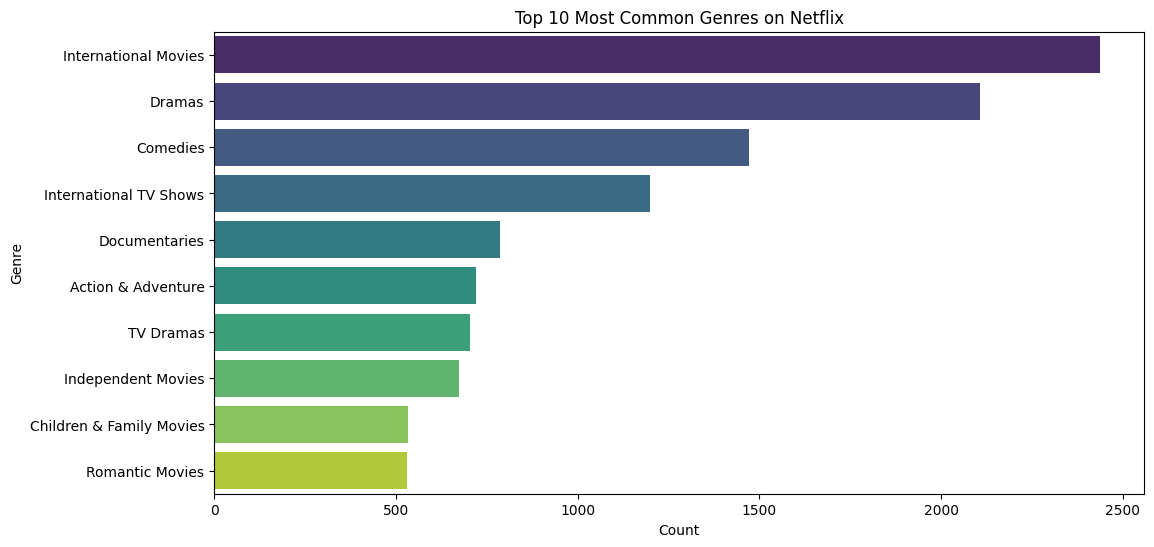 Top 10 Most Common Genres on Netflix
Genre
International Movies
Dramas
Comedies
International TV Shows
Documentaries
Action & Adventure
TV Dramas
Independent Movies
Children & Family Movies
Romantic Movies
0 500 1000 1500 2000 2500
Count